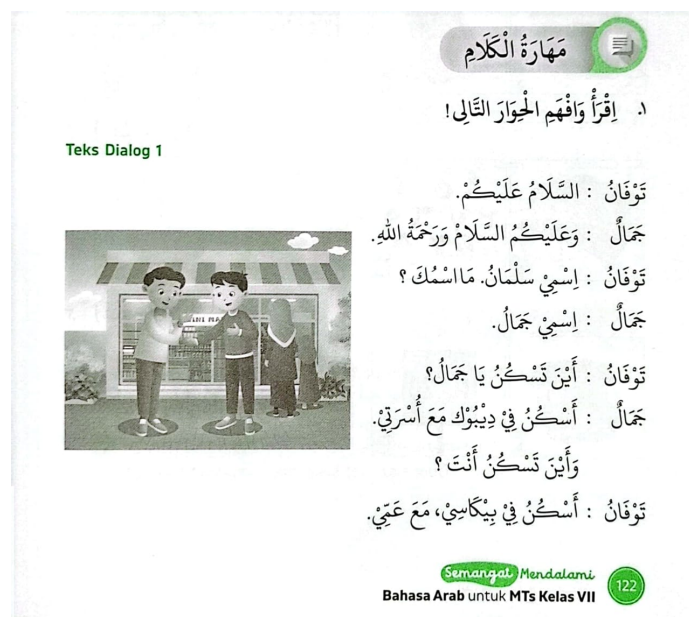 مَهَارَةُ الْكَلَامِ
١. اِقْرَأْ وَافْهَمِ الْحِوَارَ التَّالِى!
Teks Dialog 1
تَوْفَانُ : السَّلَامُ عَلَيْكُمْ.
جَمَالٌ : وَعَلَيْكُمُ السَّلَامْ وَرَحْمَةُ اللهِ.
تَوْفَانُ : اِسْمِيْ سَلْمَانُ. مَااسْمُكَ ؟
جَمَالٌ : اِسْمِيْ جَمَالُ.
تَوْفَانُ : أَيْنَ تَسْكُنُ يَا جَمَالُ؟
جَمَالٌ : أَسْكُنُ فِيْ دِيْبُوْك مَعَ أُسْرَتِيْ.
وَأَيْنَ تَسْكُنُ أَنْتَ ؟
تَوْفَانُ : أَسْكُنُ فِيْ بِيْكَاسِيْ، مَعَ عَمِّيْ.
Semangat Mendalami
Bahasa Arab untuk MTs Kelas VII
122